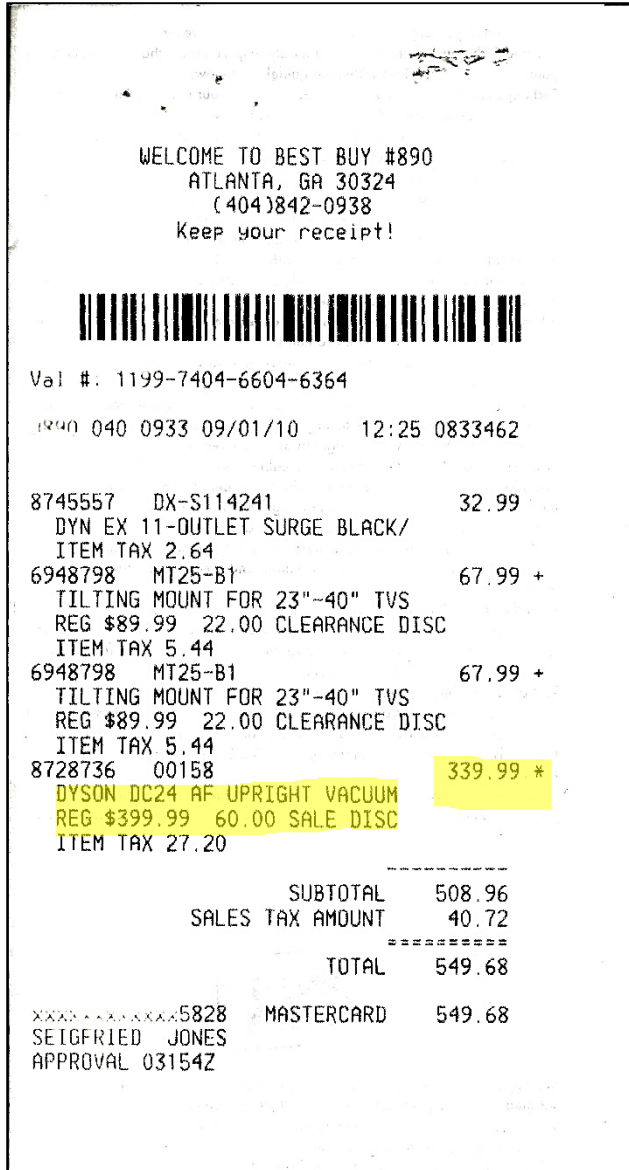 WELCOME TO BEST BUY #890
ATLANTA, GA 30324
(404)842-0938
Keep your receipt!
Val #: 1199-7404-6604-6364
0890 040 0933 09/01/10 12:25 0833462
8745557 DX-S114241 32.99
DYN EX 11-OUTLET SURGE BLACK/
ITEM TAX 2.64
6948798 MT25-B1 67.99 +
TILTING MOUNT FOR 23"-40" TVS
REG $89.99 22.00 CLEARANCE DISC
ITEM TAX 5.44
6948798 MT25-B1 67.99 +
TILTING MOUNT FOR 23"-40" TVS
REG $89.99 22.00 CLEARANCE DISC
ITEM TAX 5.44
8728736 00158 339.99 *
DYSON DC24 AF UPRIGHT VACUUM
REG $399.99 60.00 SALE DISC
ITEM TAX 27.20
SUBTOTAL 508.96
SALES TAX AMOUNT 40.72
TOTAL 549.68
xxxxxxxxxxxx5828 MASTERCARD 549.68
SEIGFRIED JONES
APPROVAL 03154Z